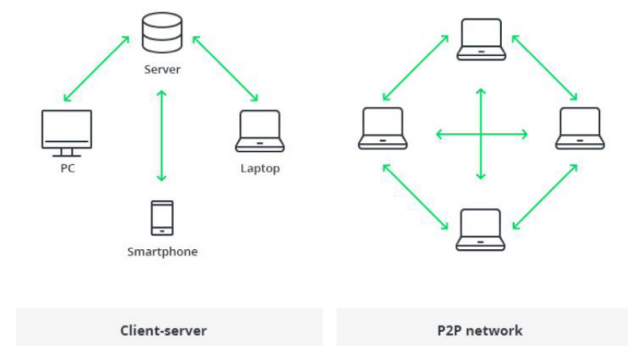 Server
PC
Laptop
Smartphone
Client-server
P2P network